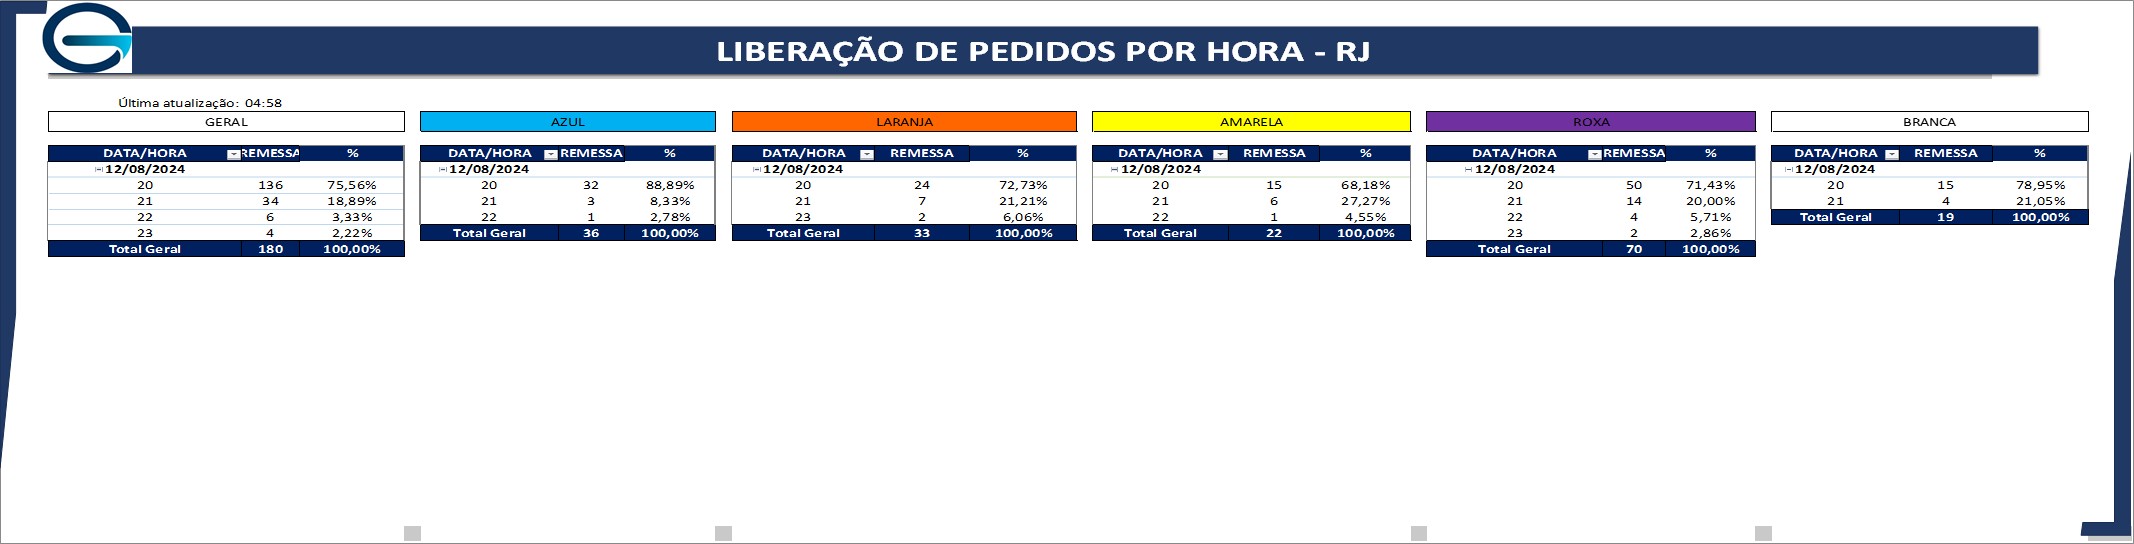 LIBERAÇÃO DE PEDIDOS POR HORA - RJ
Última atualização: 04:58
GERAL
DATA/HORA REMESSA %
12/08/2024
20 136 75,56%
21 34 18,89%
22 6 3,33%
23 4 2,22%
Total Geral 180 100,00%
AZUL
DATA/HORA REMESSA %
12/08/2024
20 32 88,89%
21 3 8,33%
22 1 2,78%
Total Geral 36 100,00%
LARANJA
DATA/HORA REMESSA %
12/08/2024
20 24 72,73%
21 7 21,21%
23 2 6,06%
Total Geral 33 100,00%
AMARELA
DATA/HORA REMESSA %
12/08/2024
20 15 68,18%
21 6 27,27%
22 1 4,55%
Total Geral 22 100,00%
ROXA
DATA/HORA REMESSA %
12/08/2024
20 50 71,43%
21 14 20,00%
22 4 5,71%
23 2 2,86%
Total Geral 70 100,00%
BRANCA
DATA/HORA REMESSA %
12/08/2024
20 15 78,95%
21 4 21,05%
Total Geral 19 100,00%